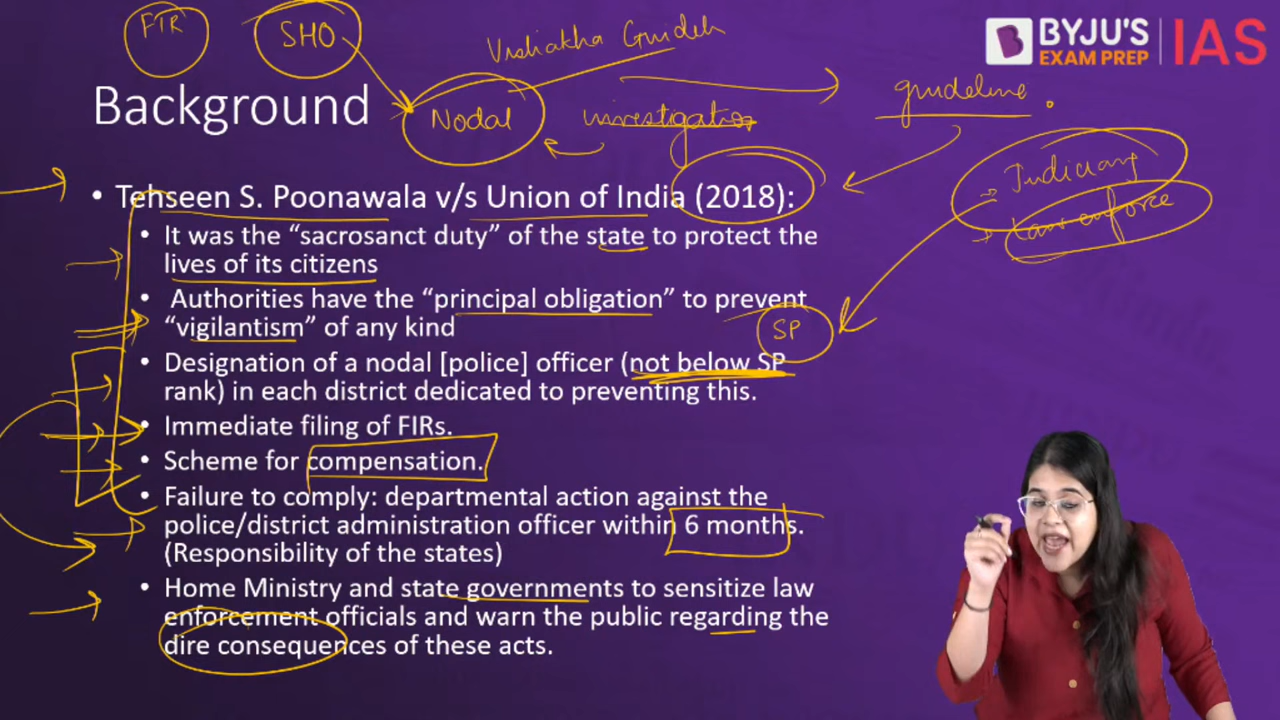 FIR
SHO
Vishakha Guideli
BYJU'S
EXAM PREP
IAS
Background
Nodal
investigation
guideline.
Judiciary
law enforce
• Tehseen S. Poonawala v/s Union of India (2018):
• It was the “sacrosanct duty” of the state to protect the
lives of its citizens
• Authorities have the “principal obligation” to prevent
“vigilantism” of any kind
SP
• Designation of a nodal [police] officer (not below SP
rank) in each district dedicated to preventing this.
• Immediate filing of FIRs.
• Scheme for compensation.
• Failure to comply: departmental action against the
police/district administration officer within 6 months.
(Responsibility of the states)
• Home Ministry and state governments to sensitize law
enforcement officials and warn the public regarding the
dire consequences of these acts.